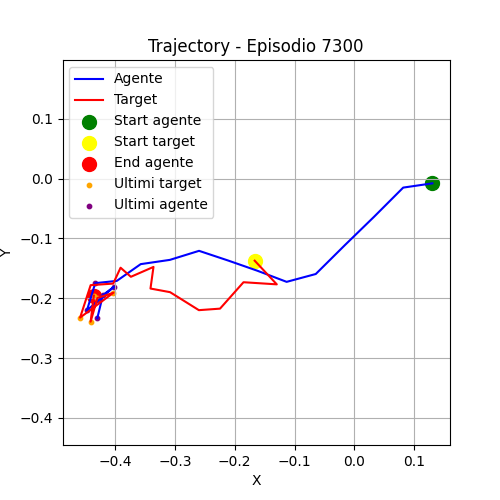 Trajectory - Episodio 7300
Agente
Target
Start agente
Start target
End agente
Ultimi target
Ultimi agente
0.1
0.0
−0.1
−0.2
−0.3
−0.4
Y
−0.4
−0.3
−0.2
−0.1
0.0
0.1
X